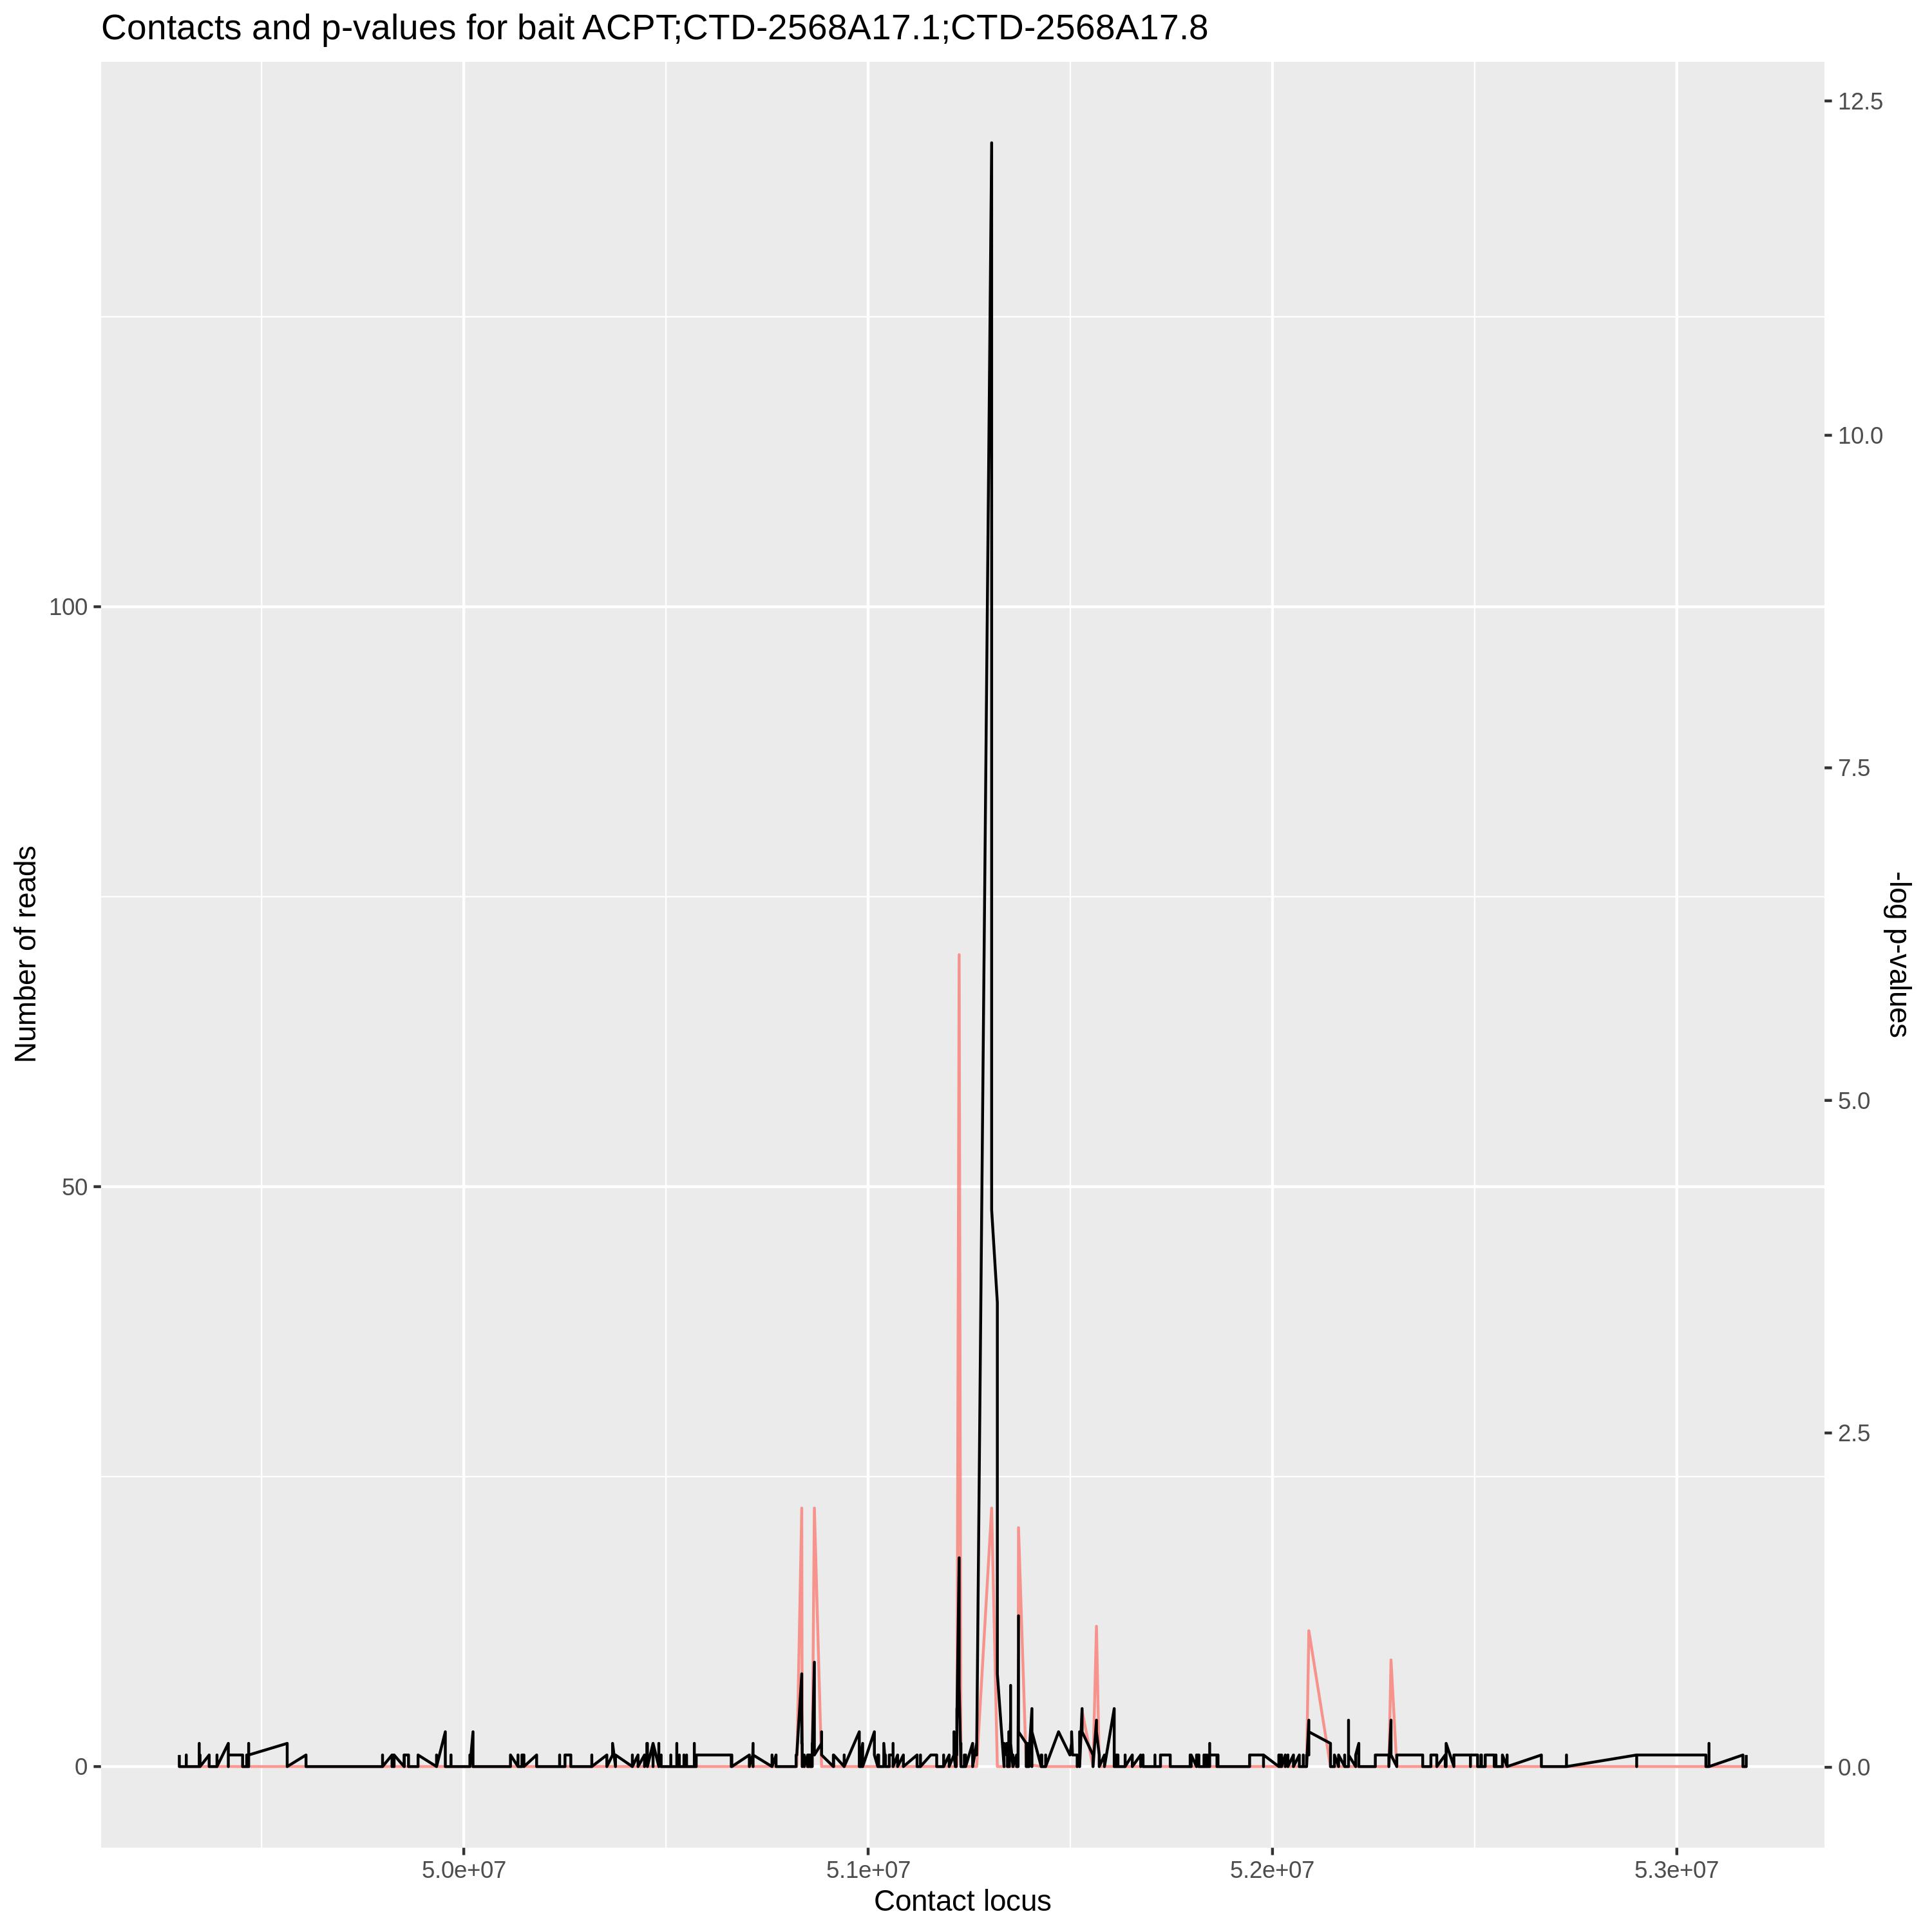 Contacts and p-values for bait ACPT;CTD-2568A17.1;CTD-2568A17.8
Number of reads
100
50
0
12.5
10.0
7.5
5.0
2.5
0.0
-log p-values
5.0e+07
5.1e+07
5.2e+07
5.3e+07
Contact locus